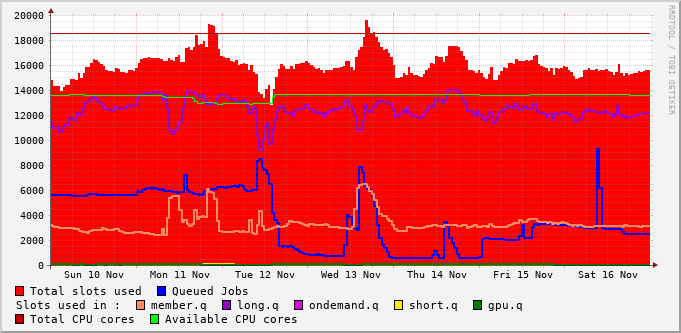 20000
18000
16000
14000
12000
10000
8000
6000
4000
2000
0
Sun 10 Nov Mon 11 Nov Tue 12 Nov Wed 13 Nov Thu 14 Nov Fri 15 Nov Sat 16 Nov
Total slots used Queued Jobs
Slots used in : member.q long.q ondemand.q short.q gpu.q
Total CPU cores Available CPU cores
RRDTOOL / TOBI OETIKER